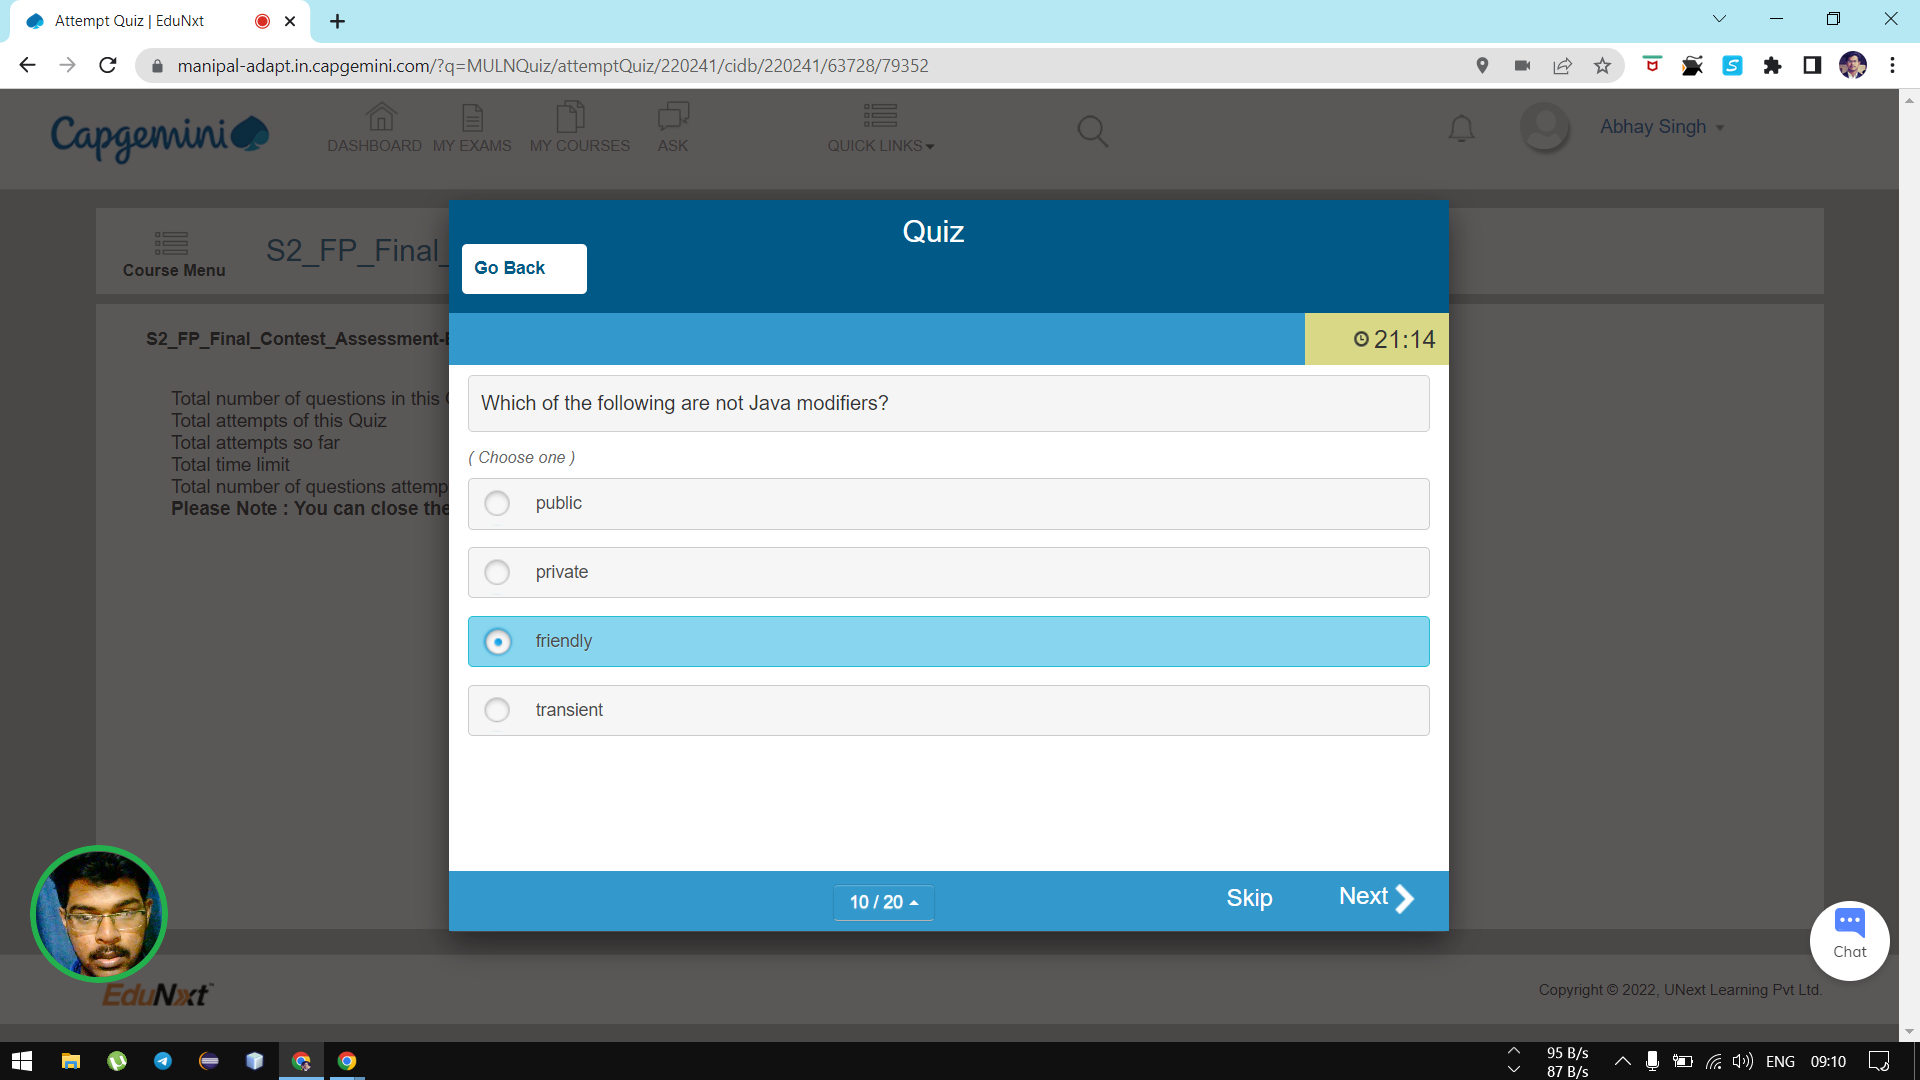 Attempt Quiz | EduNxt
manipal-adapt.in.capgemini.com/?q=MULNQuiz/attemptQuiz/220241/cidb/220241/63728/79352
Capgemini
DASHBOARD
MY EXAMS
MY COURSES
ASK
QUICK LINKS
Abhay Singh
Course Menu
S2_FP_Final_
S2_FP_Final_Contest_Assessment-
Total number of questions in this
Total attempts of this Quiz
Total attempts so far
Total time limit
Total number of questions attemp
Please Note : You can close the
Quiz
Go Back
21:14
Which of the following are not Java modifiers?
( Choose one )
public
private
friendly
transient
10 / 20
Skip
Next
Chat
EduNxt
Copyright © 2022, UNext Learning Pvt Ltd.
95 B/s
87 B/s
ENG
09:10